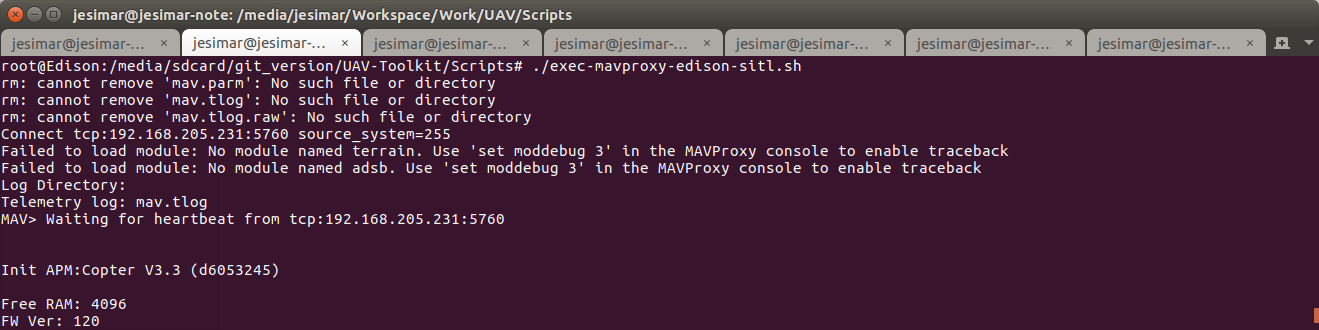 jesimar@jesimar-note: /media/jesimar/Workspace/Work/UAV/Scripts
jesimar@jesimar-... × jesimar@jesimar-... × jesimar@jesimar-... × jesimar@jesimar-... × jesimar@jesimar-... × jesimar@jesimar-... × jesimar@jesimar-... ×
root@Edison:/media/sdcard/git_version/UAV-Toolkit/Scripts# ./exec-mavproxy-edison-sitl.sh
rm: cannot remove 'mav.parm': No such file or directory
rm: cannot remove 'mav.tlog': No such file or directory
rm: cannot remove 'mav.tlog.raw': No such file or directory
Connect tcp:192.168.205.231:5760 source_system=255
Failed to load module: No module named terrain. Use 'set moddebug 3' in the MAVProxy console to enable traceback
Failed to load module: No module named adsb. Use 'set moddebug 3' in the MAVProxy console to enable traceback
Log Directory:
Telemetry log: mav.tlog
MAV> Waiting for heartbeat from tcp:192.168.205.231:5760
Init APM:Copter V3.3 (d6053245)
Free RAM: 4096
FW Ver: 120